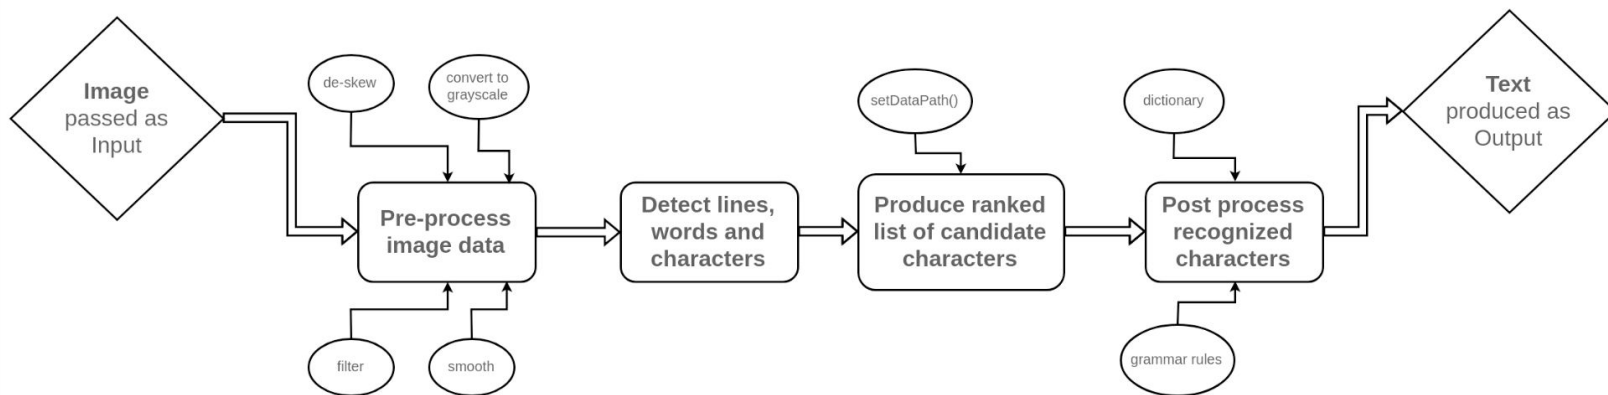 Image
passed as
Input
de-skew
convert to
grayscale
Pre-process
image data
filter
smooth
Detect lines,
words and
characters
setDataPath()
Produce ranked
list of candidate
characters
dictionary
Post process
recognized
characters
grammar rules
Text
produced as
Output